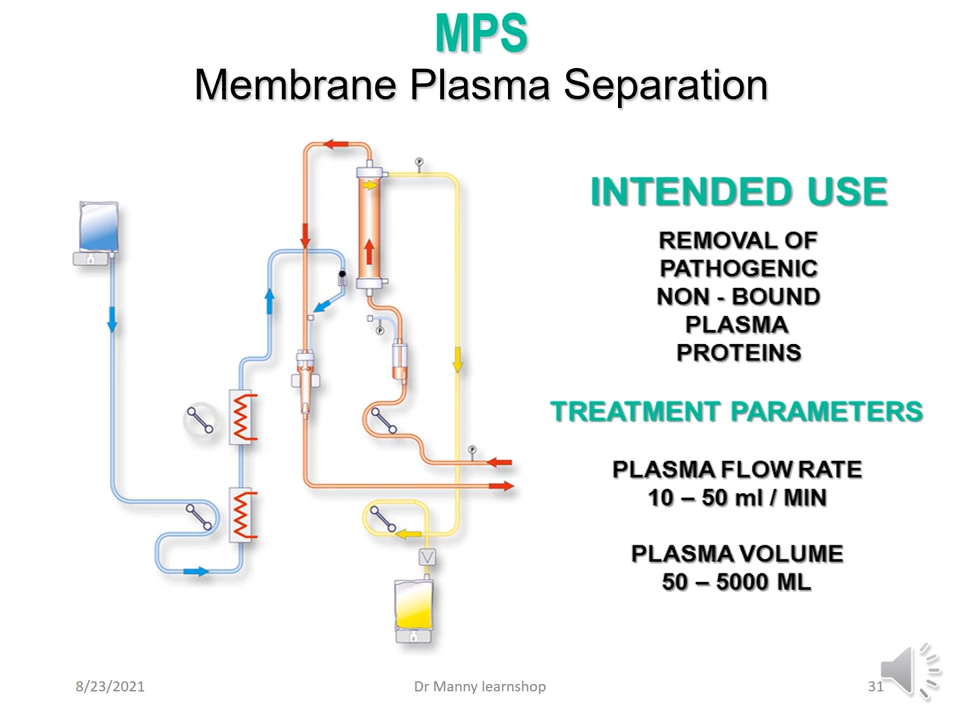 MPS
Membrane Plasma Separation
INTENDED USE
REMOVAL OF
PATHOGENIC
NON - BOUND
PLASMA
PROTEINS
TREATMENT PARAMETERS
PLASMA FLOW RATE
10 – 50 ml / MIN
PLASMA VOLUME
50 – 5000 ML
P
P
P
V
8/23/2021
Dr Manny learnshop
31